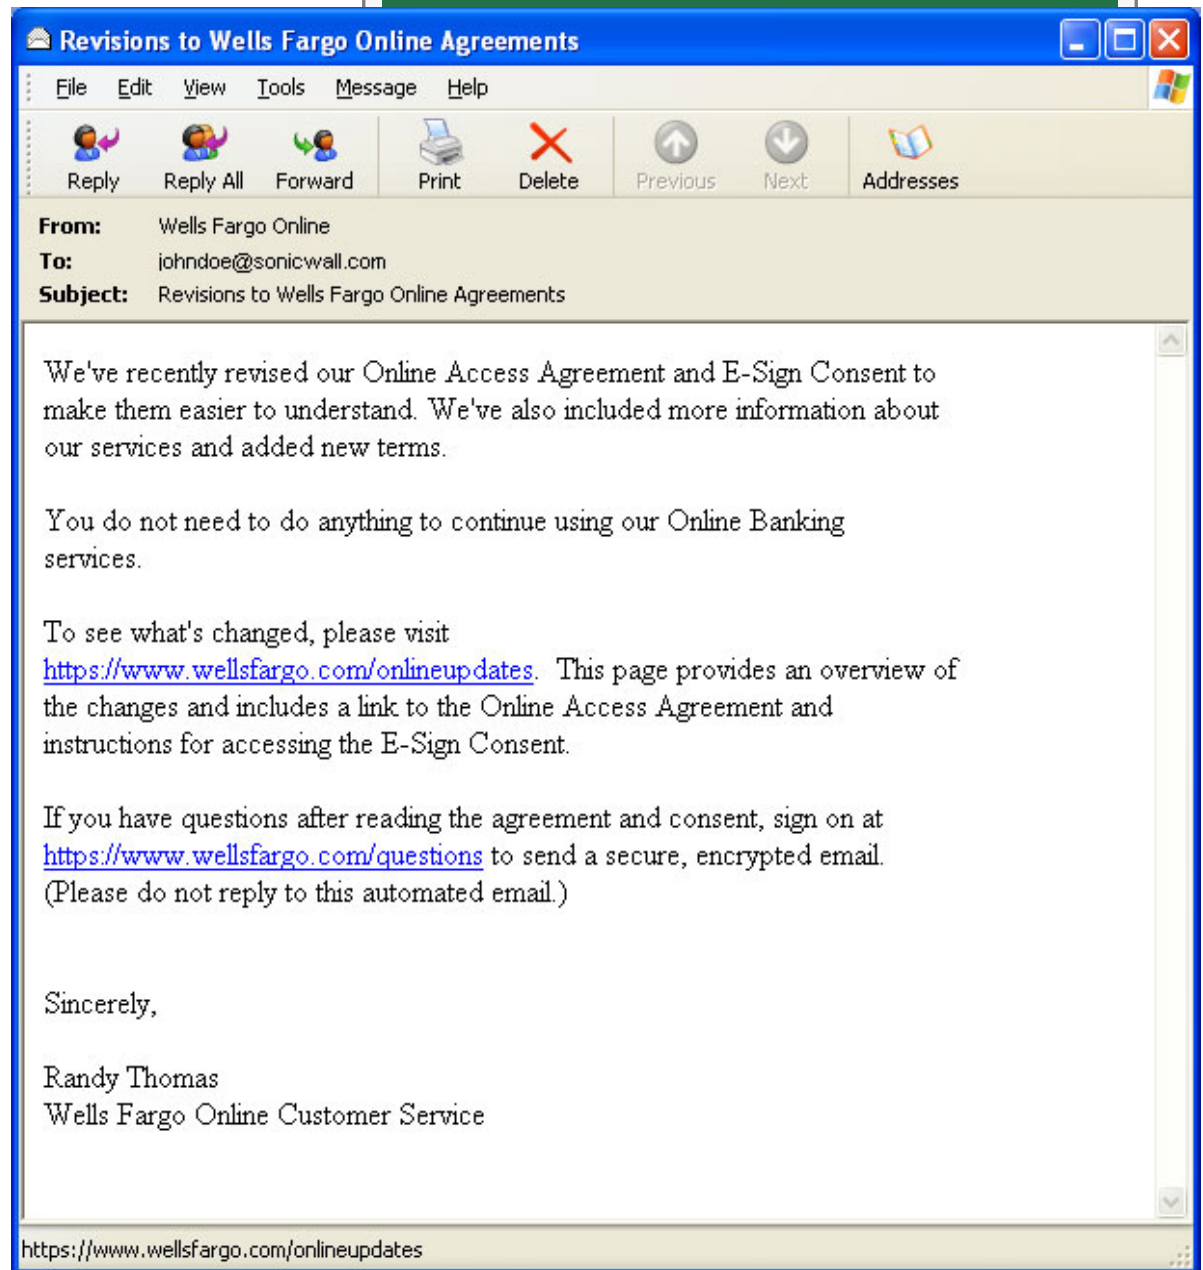 Revisions to Wells Fargo Online Agreements
File Edit View Tools Message Help
Reply Reply All Forward Print Delete Previous Next Addresses
From: Wells Fargo Online
To: johndoe@sonicwall.com
Subject: Revisions to Wells Fargo Online Agreements
We've recently revised our Online Access Agreement and E-Sign Consent to
make them easier to understand. We've also included more information about
our services and added new terms.
You do not need to do anything to continue using our Online Banking
services.
To see what's changed, please visit
https://www.wellsfargo.com/onlineupdates. This page provides an overview of
the changes and includes a link to the Online Access Agreement and
instructions for accessing the E-Sign Consent.
If you have questions after reading the agreement and consent, sign on at
https://www.wellsfargo.com/questions to send a secure, encrypted email.
(Please do not reply to this automated email.)
Sincerely,
Randy Thomas
Wells Fargo Online Customer Service
https://www.wellsfargo.com/onlineupdates